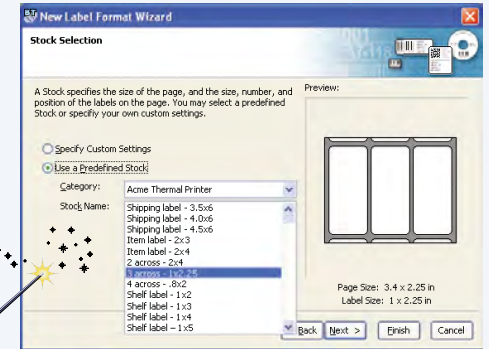 New Label Format Wizard
Stock Selection
A Stock specifies the size of the page, and the size, number, and
position of the labels on the page. You may select a predefined
Stock or specifiy your own custom settings.
Preview:
Specify Custom Settings
Use a Predefined Stock
Category:
Acme Thermal Printer
Stock Name:
Shipping label - 3.5x6
Shipping label - 4.0x6
Shipping label - 4.5x6
Item label - 2x3
Item label - 2x4
2 across - 2x4
3 across - 1x2.25
4 across - .8x2
Shelf label - 1x2
Shelf label - 1x3
Shelf label - 1x4
Shelf label – 1x5
Page Size: 3.4 x 2.25 in
Label Size: 1 x 2.25 in
Back
Next >
Finish
Cancel